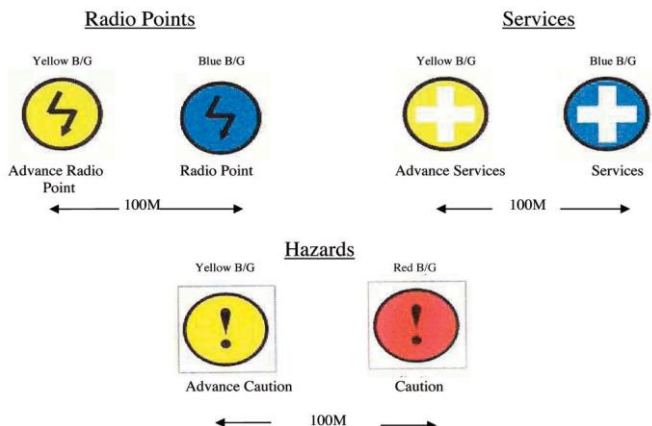 Radio Points
Yellow B/G
Blue B/G
Advance Radio
Point
Radio Point
100M
Services
Yellow B/G
Blue B/G
Advance Services
Services
100M
Hazards
Yellow B/G
Red B/G
!
!
Advance Caution
Caution
100M